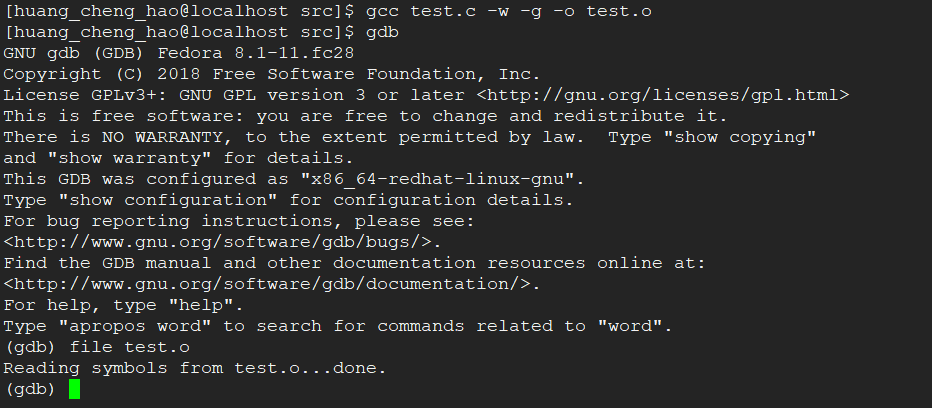 [huang_cheng_hao@localhost src]$ gcc test.c -w -g -o test.o
[huang_cheng_hao@localhost src]$ gdb
GNU gdb (GDB) Fedora 8.1-11.fc28
Copyright (C) 2018 Free Software Foundation, Inc.
License GPLv3+: GNU GPL version 3 or later <http://gnu.org/licenses/gpl.html>
This is free software: you are free to change and redistribute it.
There is NO WARRANTY, to the extent permitted by law.  Type "show copying"
and "show warranty" for details.
This GDB was configured as "x86_64-redhat-linux-gnu".
Type "show configuration" for configuration details.
For bug reporting instructions, please see:
<http://www.gnu.org/software/gdb/bugs/>.
Find the GDB manual and other documentation resources online at:
<http://www.gnu.org/software/gdb/documentation/>.
For help, type "help".
Type "apropos word" to search for commands related to "word".
(gdb) file test.o
Reading symbols from test.o...done.
(gdb)